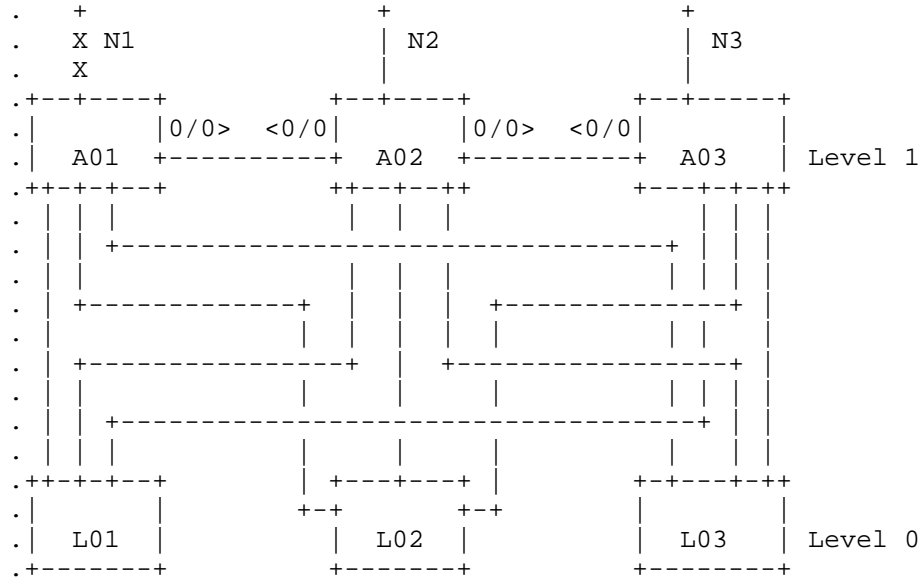 X N1 N2 N3
X
0/0> <0/0 0/0> <0/0
A01 A02 A03 Level 1
L01 L02 L03 Level 0